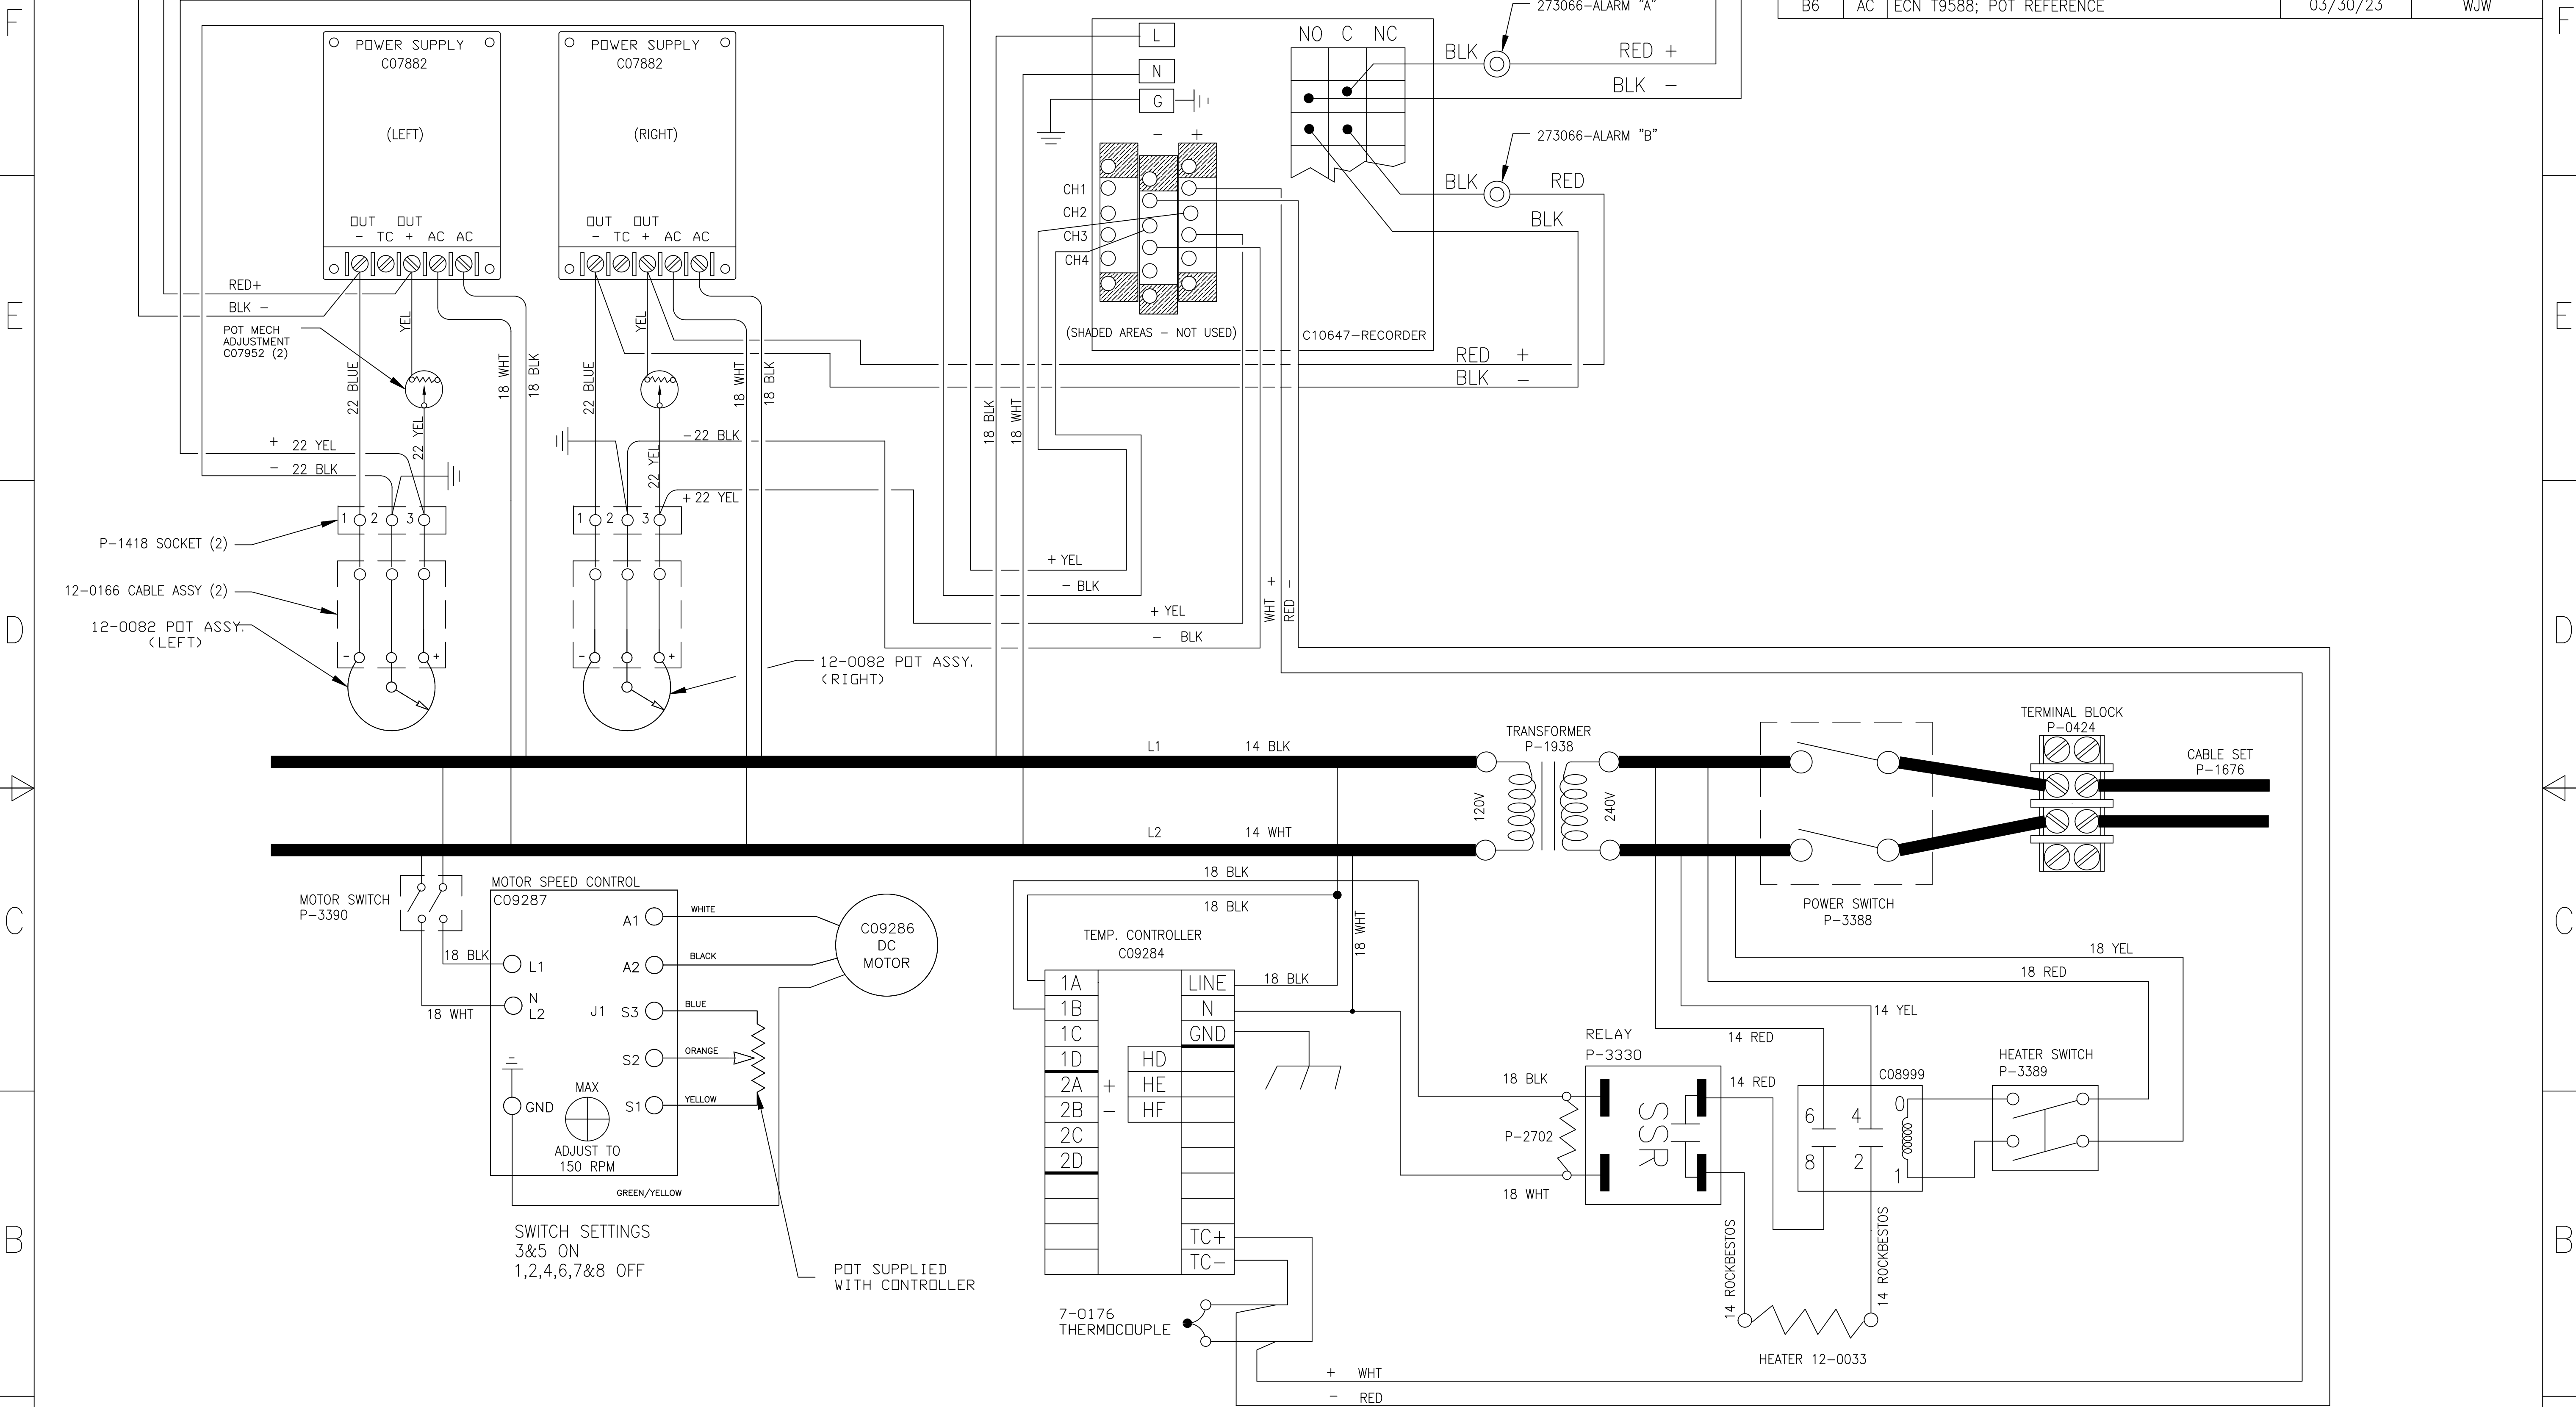 F
F
B6 AC ECN T9588; POT REFERENCE 03/30/23 WJW
273066-ALARM "A"
POWER SUPPLY
C07882
(LEFT)
OUT OUT
- TC + AC AC
POWER SUPPLY
C07882
(RIGHT)
OUT OUT
- TC + AC AC
L
N
G
- +
CH1
CH2
CH3
CH4
(SHADED AREAS - NOT USED)
C10647-RECORDER
NO C NC
BLK
RED +
BLK -
273066-ALARM "B"
BLK
RED
BLK
RED +
BLK -
E
E
RED+
BLK -
POT MECH
ADJUSTMENT
C07952 (2)
YEL
YEL
22 BLUE
22 YEL
18 WHT
18 BLK
22 BLUE
22 YEL
18 WHT
18 BLK
18 BLK
18 WHT
+ 22 YEL
- 22 BLK
-22 BLK
+22 YEL
1 2 3
1 2 3
P-1418 SOCKET (2)
12-0166 CABLE ASSY (2)
12-0082 POT ASSY.
(LEFT)
- +
- +
12-0082 POT ASSY.
(RIGHT)
+ YEL
- BLK
+ YEL
- BLK
WHT +
RED -
D
D
L1 14 BLK
L2 14 WHT
TRANSFORMER
P-1938
120V
240V
TERMINAL BLOCK
P-0424
CABLE SET
P-1676
POWER SWITCH
P-3388
MOTOR SWITCH
P-3390
18 BLK
18 WHT
MOTOR SPEED CONTROL
C09287
L1
N
L2
GND
A1
A2
J1 S3
S2
S1
MAX
ADJUST TO
150 RPM
WHITE
BLACK
BLUE
ORANGE
YELLOW
GREEN/YELLOW
C09286
DC
MOTOR
SWITCH SETTINGS
3&5 ON
1,2,4,6,7&8 OFF
POT SUPPLIED
WITH CONTROLLER
C
C
18 BLK
18 BLK
18 WHT
18 BLK
TEMP. CONTROLLER
C09284
1A LINE
1B N
1C GND
1D HD
2A + HE
2B - HF
2C
2D
TC+
TC-
7-0176
THERMOCOUPLE
+ WHT
- RED
RELAY
P-3330
SSR
18 BLK
P-2702
18 WHT
14 RED
14 RED
14 YEL
18 RED
18 YEL
C08999
6 4 0
8 2 1
HEATER SWITCH
P-3389
14 ROCKBESTOS
14 ROCKBESTOS
HEATER 12-0033
B
B